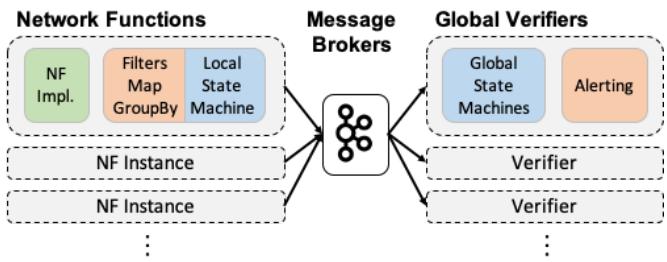 Network Functions
Message
Brokers
Global Verifiers
NF
Impl.
Filters
Map
GroupBy
Local
State
Machine
Global
State
Machines
Alerting
NF Instance
Verifier
NF Instance
Verifier